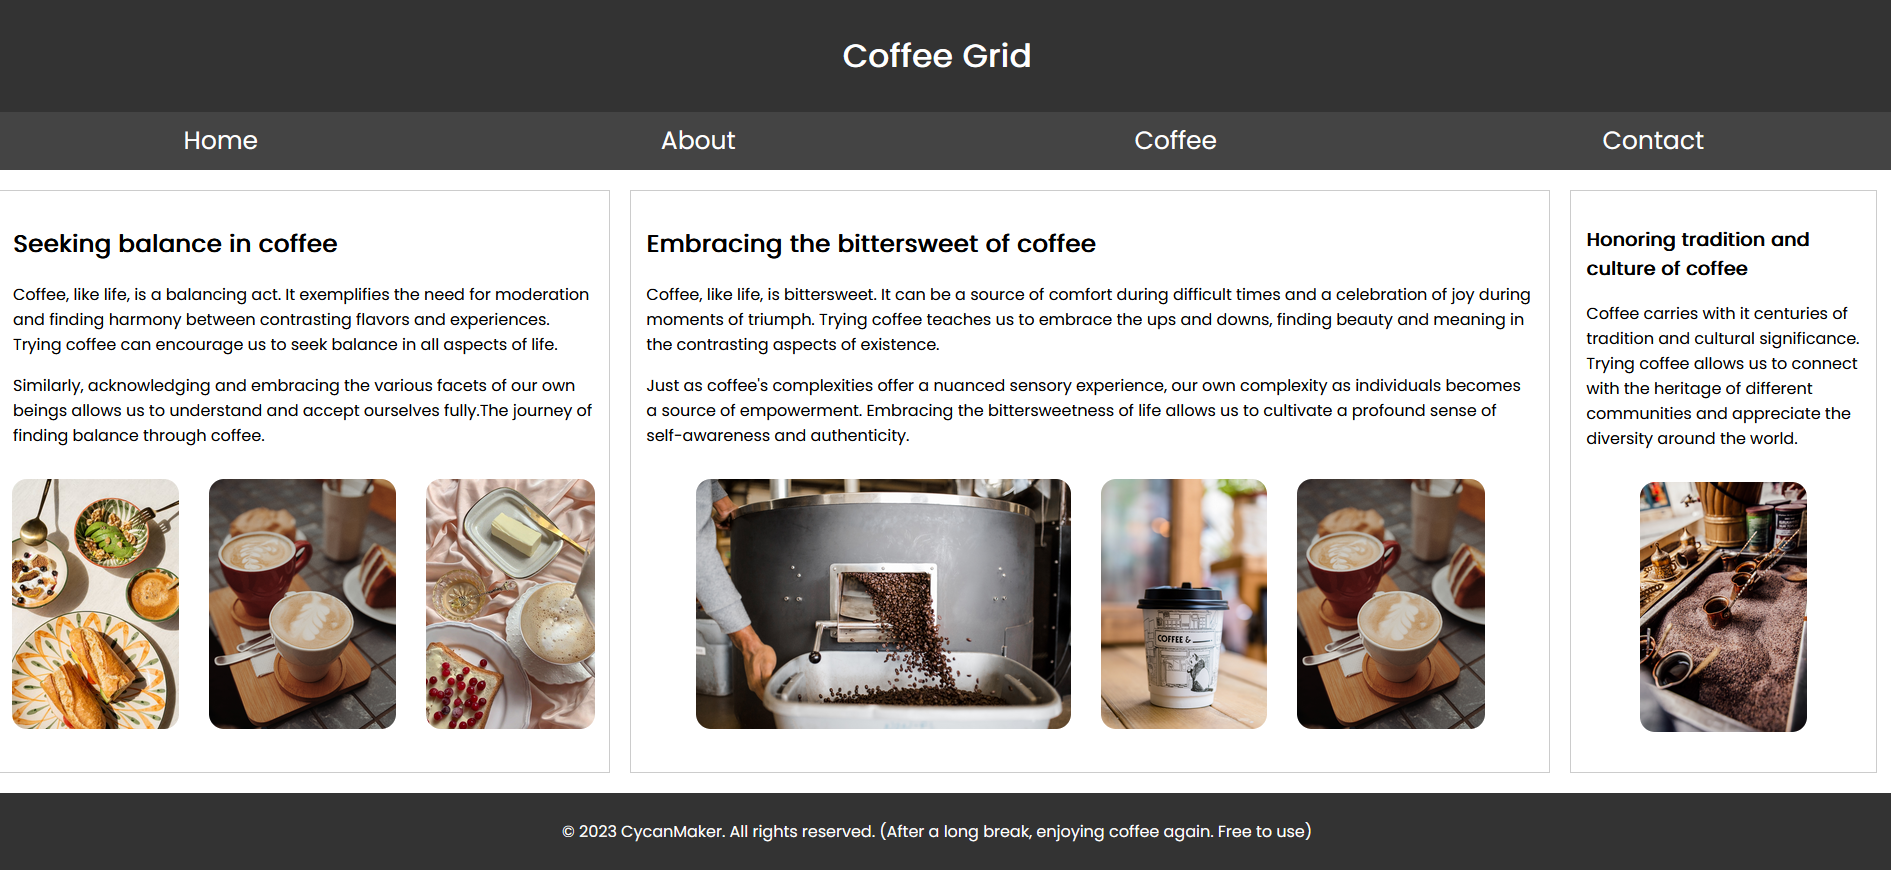 Coffee Grid
Home
About
Coffee
Contact
Seeking balance in coffee
Coffee, like life, is a balancing act. It exemplifies the need for moderation
and finding harmony between contrasting flavors and experiences.
Trying coffee can encourage us to seek balance in all aspects of life.
Similarly, acknowledging and embracing the various facets of our own
beings allows us to understand and accept ourselves fully.The journey of
finding balance through coffee.
Embracing the bittersweet of coffee
Coffee, like life, is bittersweet. It can be a source of comfort during difficult times and a celebration of joy during
moments of triumph. Trying coffee teaches us to embrace the ups and downs, finding beauty and meaning in
the contrasting aspects of existence.
Just as coffee's complexities offer a nuanced sensory experience, our own complexity as individuals becomes
a source of empowerment. Embracing the bittersweetness of life allows us to cultivate a profound sense of
self-awareness and authenticity.
COFFEE &
Honoring tradition and
culture of coffee
Coffee carries with it centuries of
tradition and cultural significance.
Trying coffee allows us to connect
with the heritage of different
communities and appreciate the
diversity around the world.
© 2023 CycanMaker. All rights reserved. (After a long break, enjoying coffee again. Free to use)